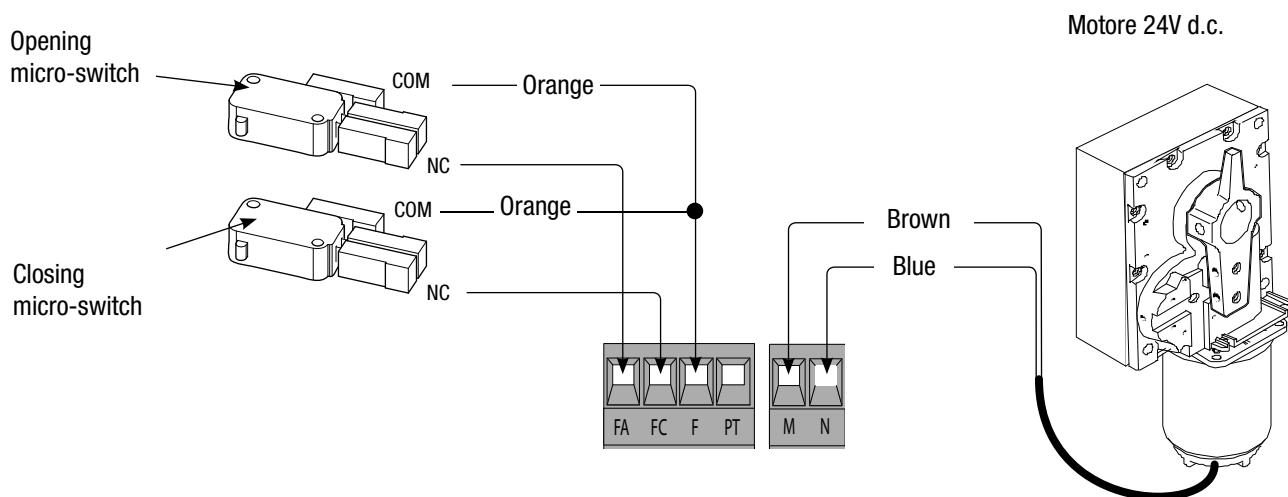 Motore 24V d.c.
Opening
micro-switch
COM
Orange
NC
COM
Orange
Closing
micro-switch
NC
Brown
Blue
FA FC F PT M N